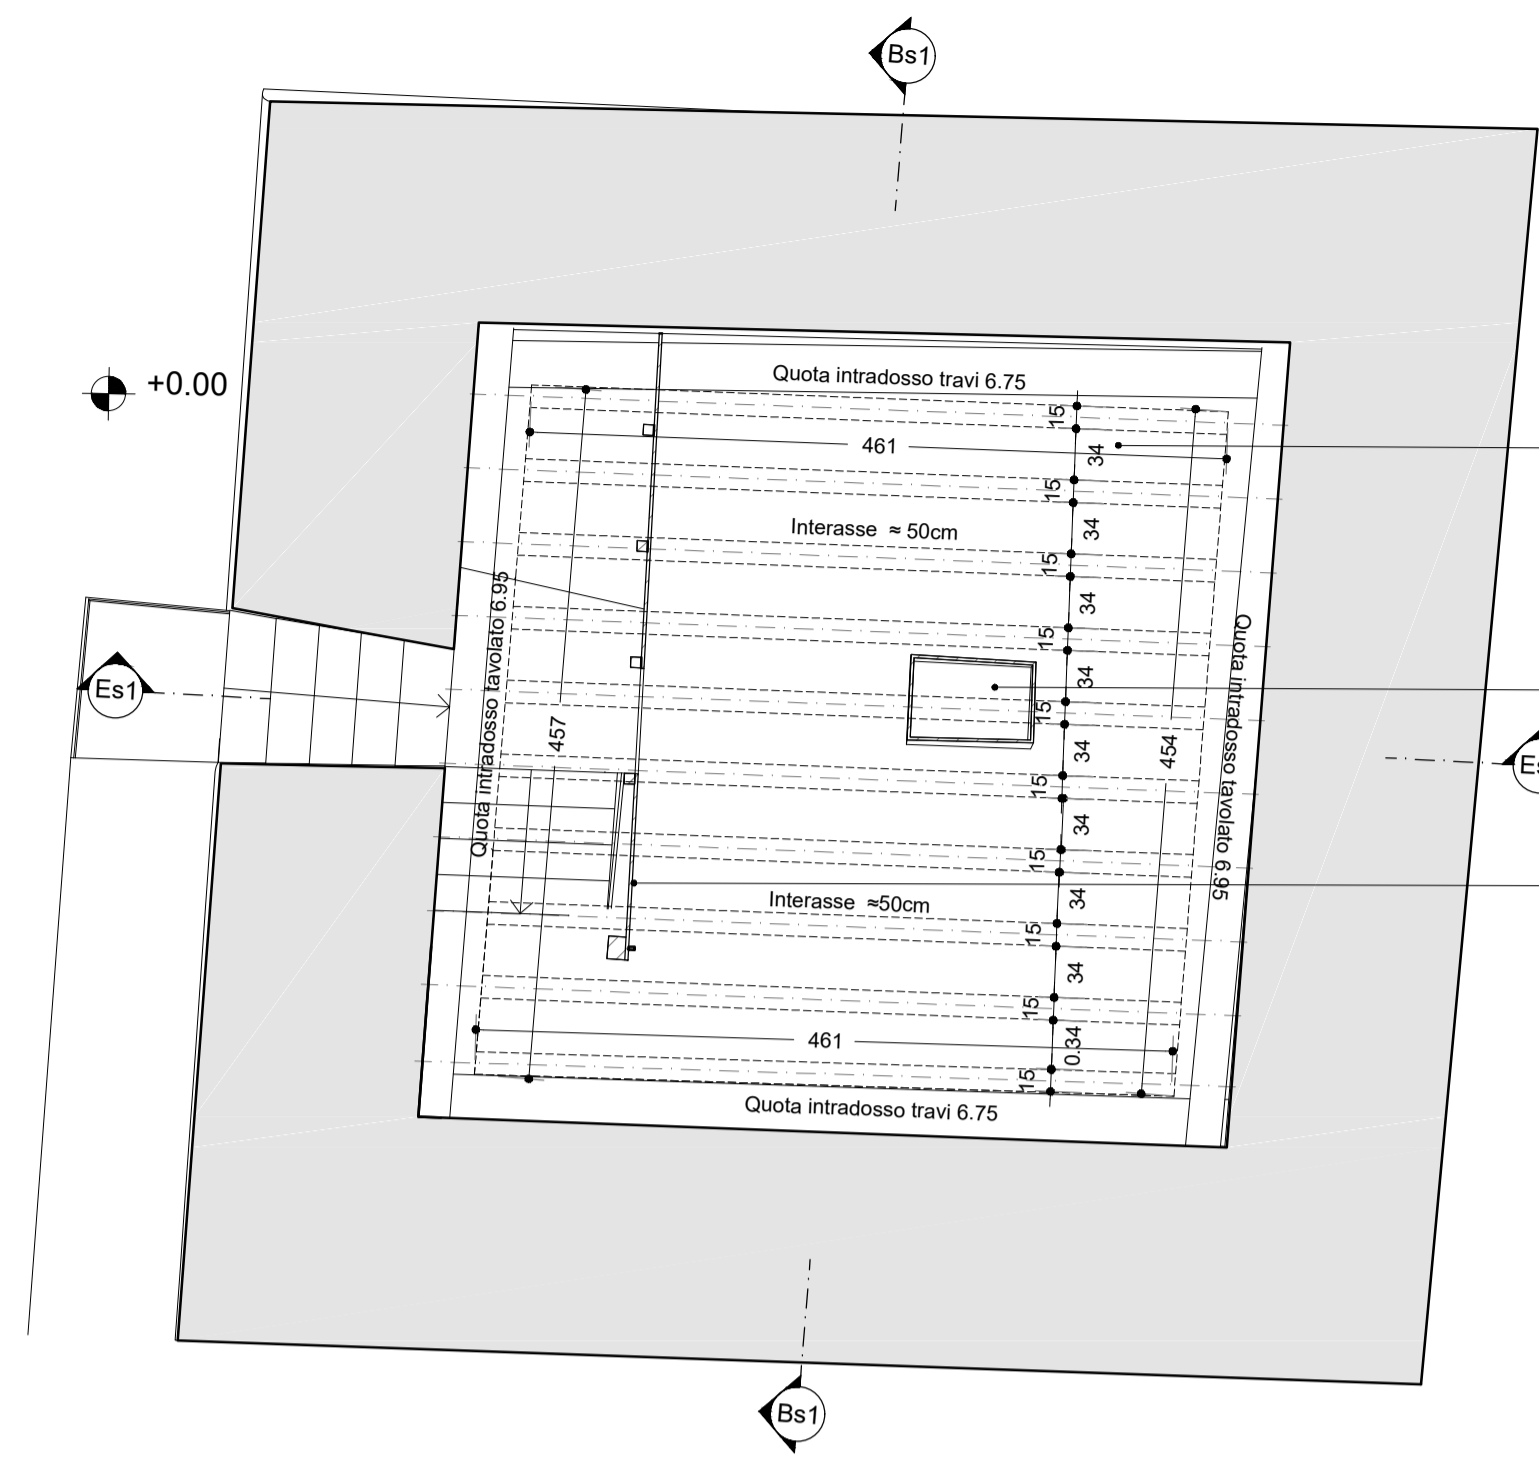 Bs1
+0.00
Quota intradosso travi 6.75
15
34
461
15
34
Interasse ≈ 50cm
15
34
15
34
Quota intradosso tavolato 6.95
Quota intradosso tavolato 6.95
Es1
15
457
454
34
15
34
15
34
Interasse ≈50cm
15
34
15
0.34
461
15
Quota intradosso travi 6.75
Bs1